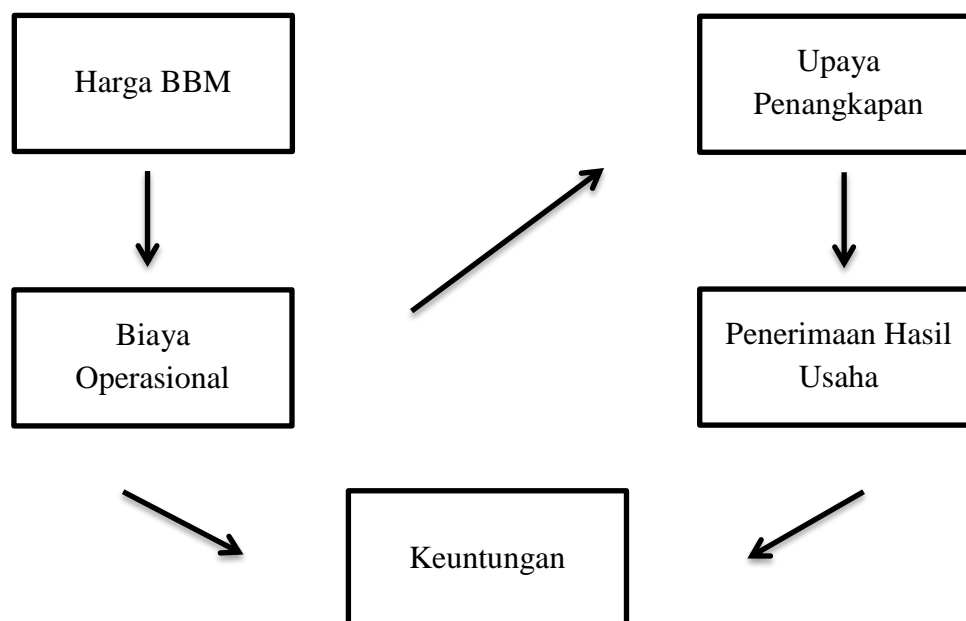 Harga BBM
Upaya
Penangkapan
Biaya
Operasional
Penerimaan Hasil
Usaha
Keuntungan